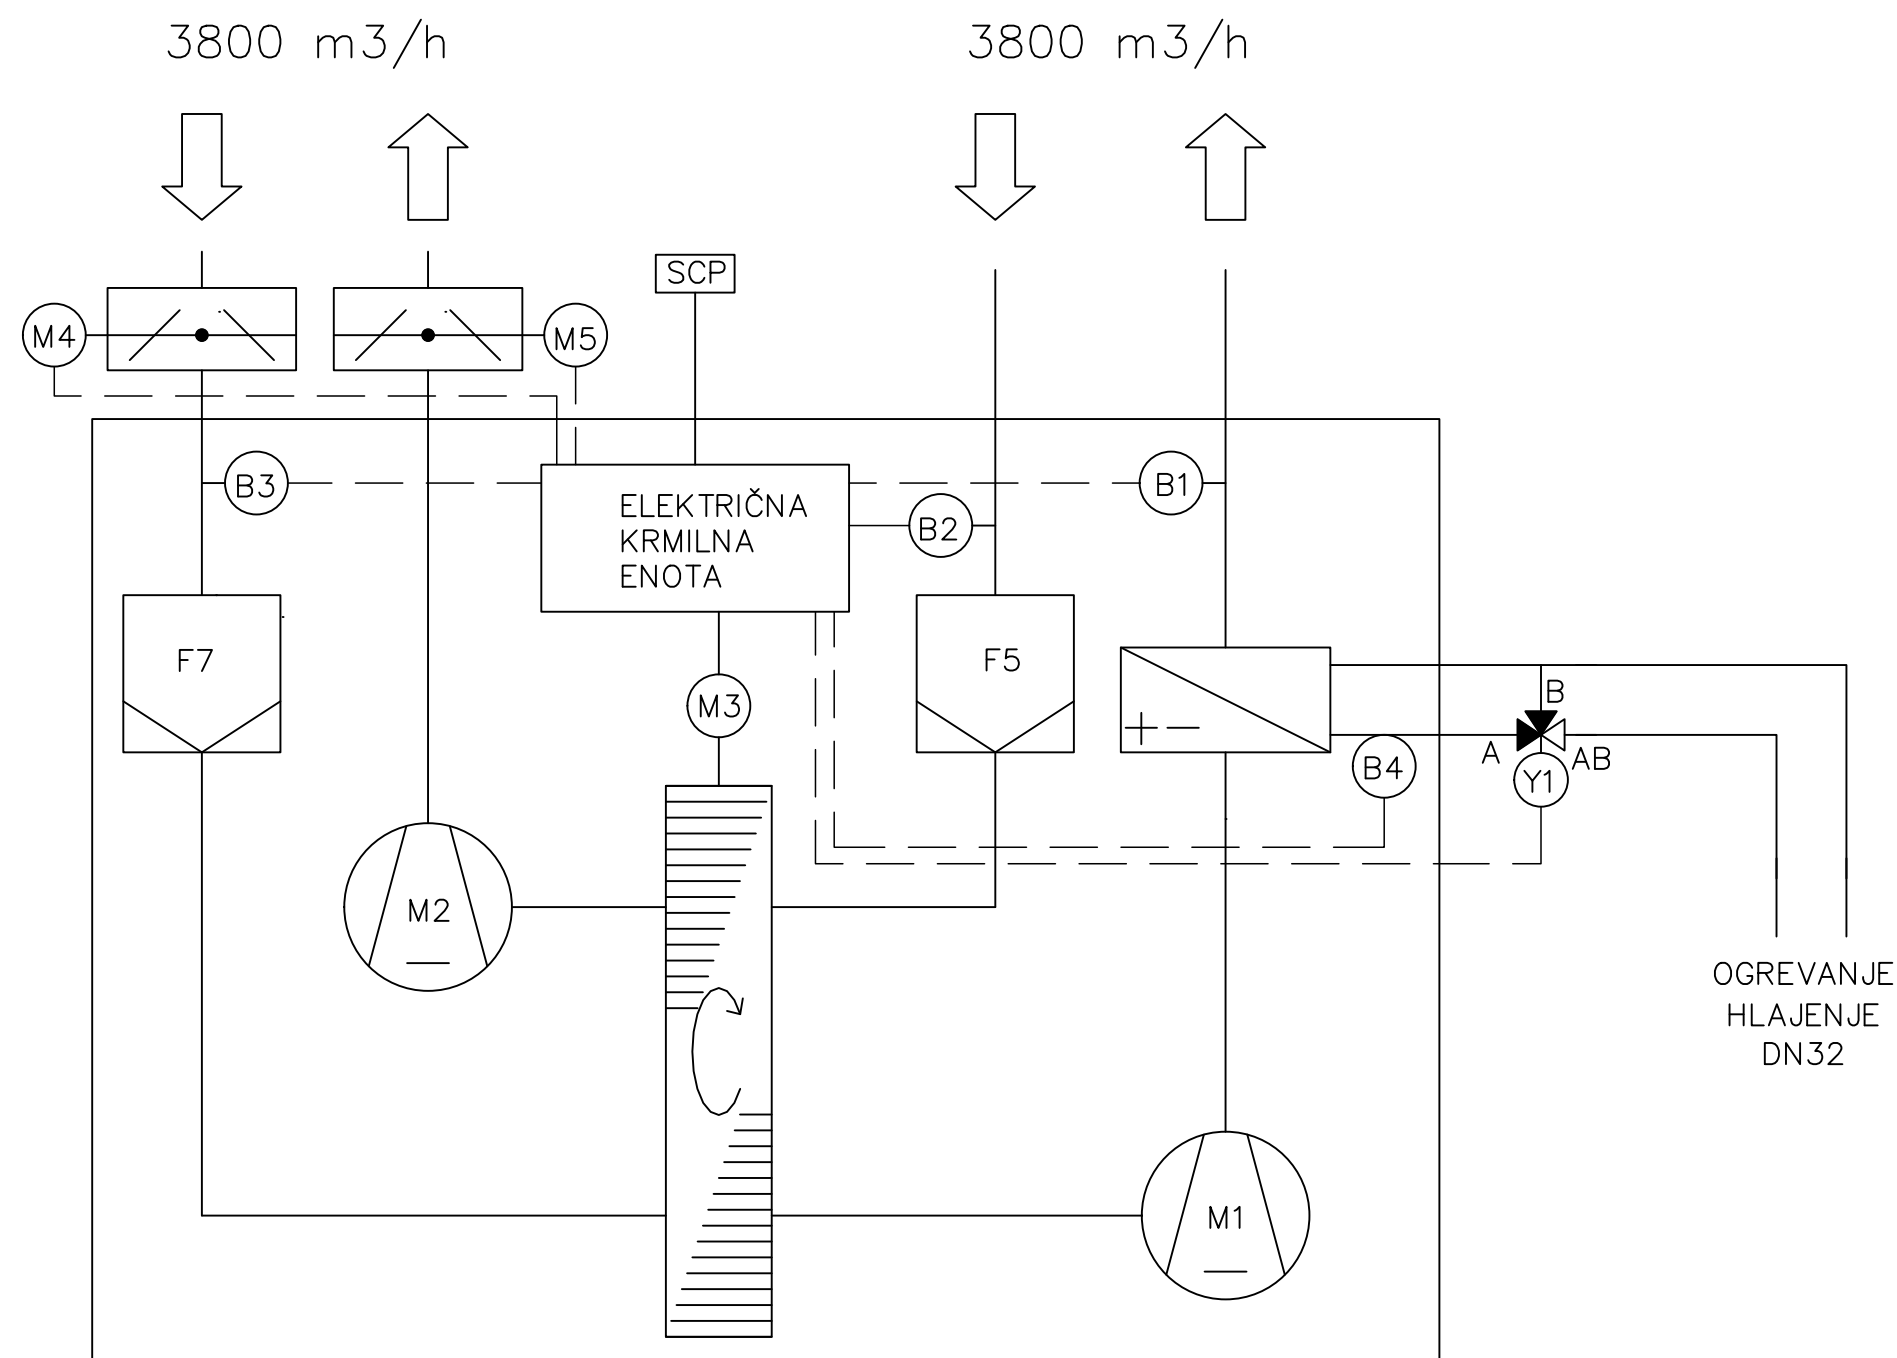 3800 m3/h
3800 m3/h
SCP
M4
M5
B3
B1
B2
ELEKTRIČNA
KRMILNA
ENOTA
F7
F5
M3
B
A
AB
B4
Y1
M2
OGREVANJE
HLAJENJE
DN32
M1